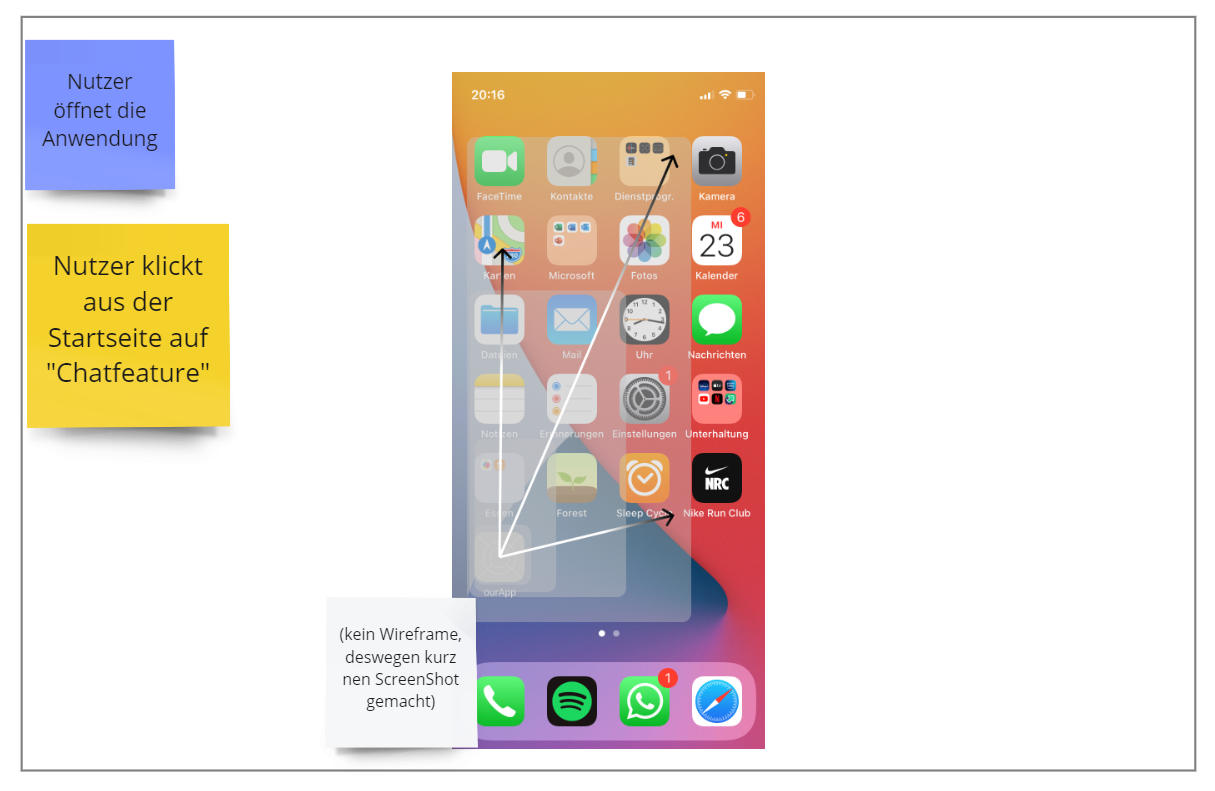 Nutzer
öffnet die
Anwendung
Nutzer klickt
aus der
Startseite auf
"Chatfeature"
(kein Wireframe,
deswegen kurz
nen ScreenShot
gemacht)
20:16
FaceTime Kontakte Dienstprogr. Kamera
MI 6
23
Karten Microsoft Fotos Kalender
12
Dateien Mail Uhr Nachrichten
1
Notizen Erinnerungen Einstellungen Unterhaltung
NRC
Essen Forest Sleep Cycle Nike Run Club
ourApp
1